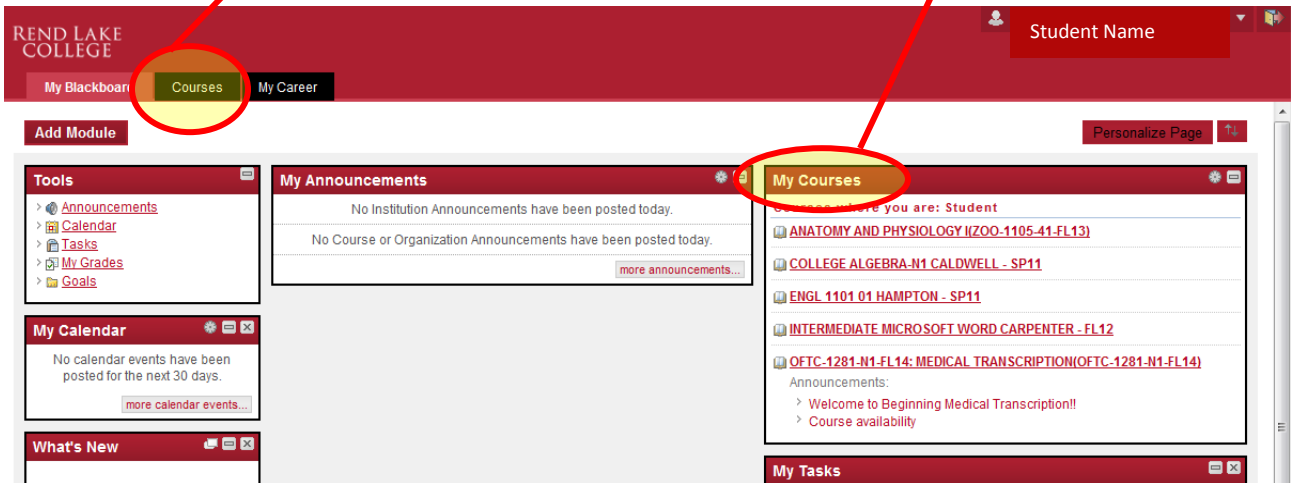 REND LAKE
COLLEGE
Student Name
My Blackboard
Courses
My Career
Add Module
Personalize Page
Tools
Announcements
Calendar
Tasks
My Grades
Goals
My Calendar
No calendar events have been
posted for the next 30 days.
more calendar events...
What's New
My Announcements
No Institution Announcements have been posted today.
No Course or Organization Announcements have been posted today.
more announcements...
My Courses
Courses where you are: Student
ANATOMY AND PHYSIOLOGY I(ZOO-1105-41-FL13)
COLLEGE ALGEBRA-N1 CALDWELL - SP11
ENGL 1101 01 HAMPTON - SP11
INTERMEDIATE MICROSOFT WORD CARPENTER - FL12
OFTC-1281-N1-FL14: MEDICAL TRANSCRIPTION(OFTC-1281-N1-FL14)
Announcements:
Welcome to Beginning Medical Transcription!!
Course availability
My Tasks